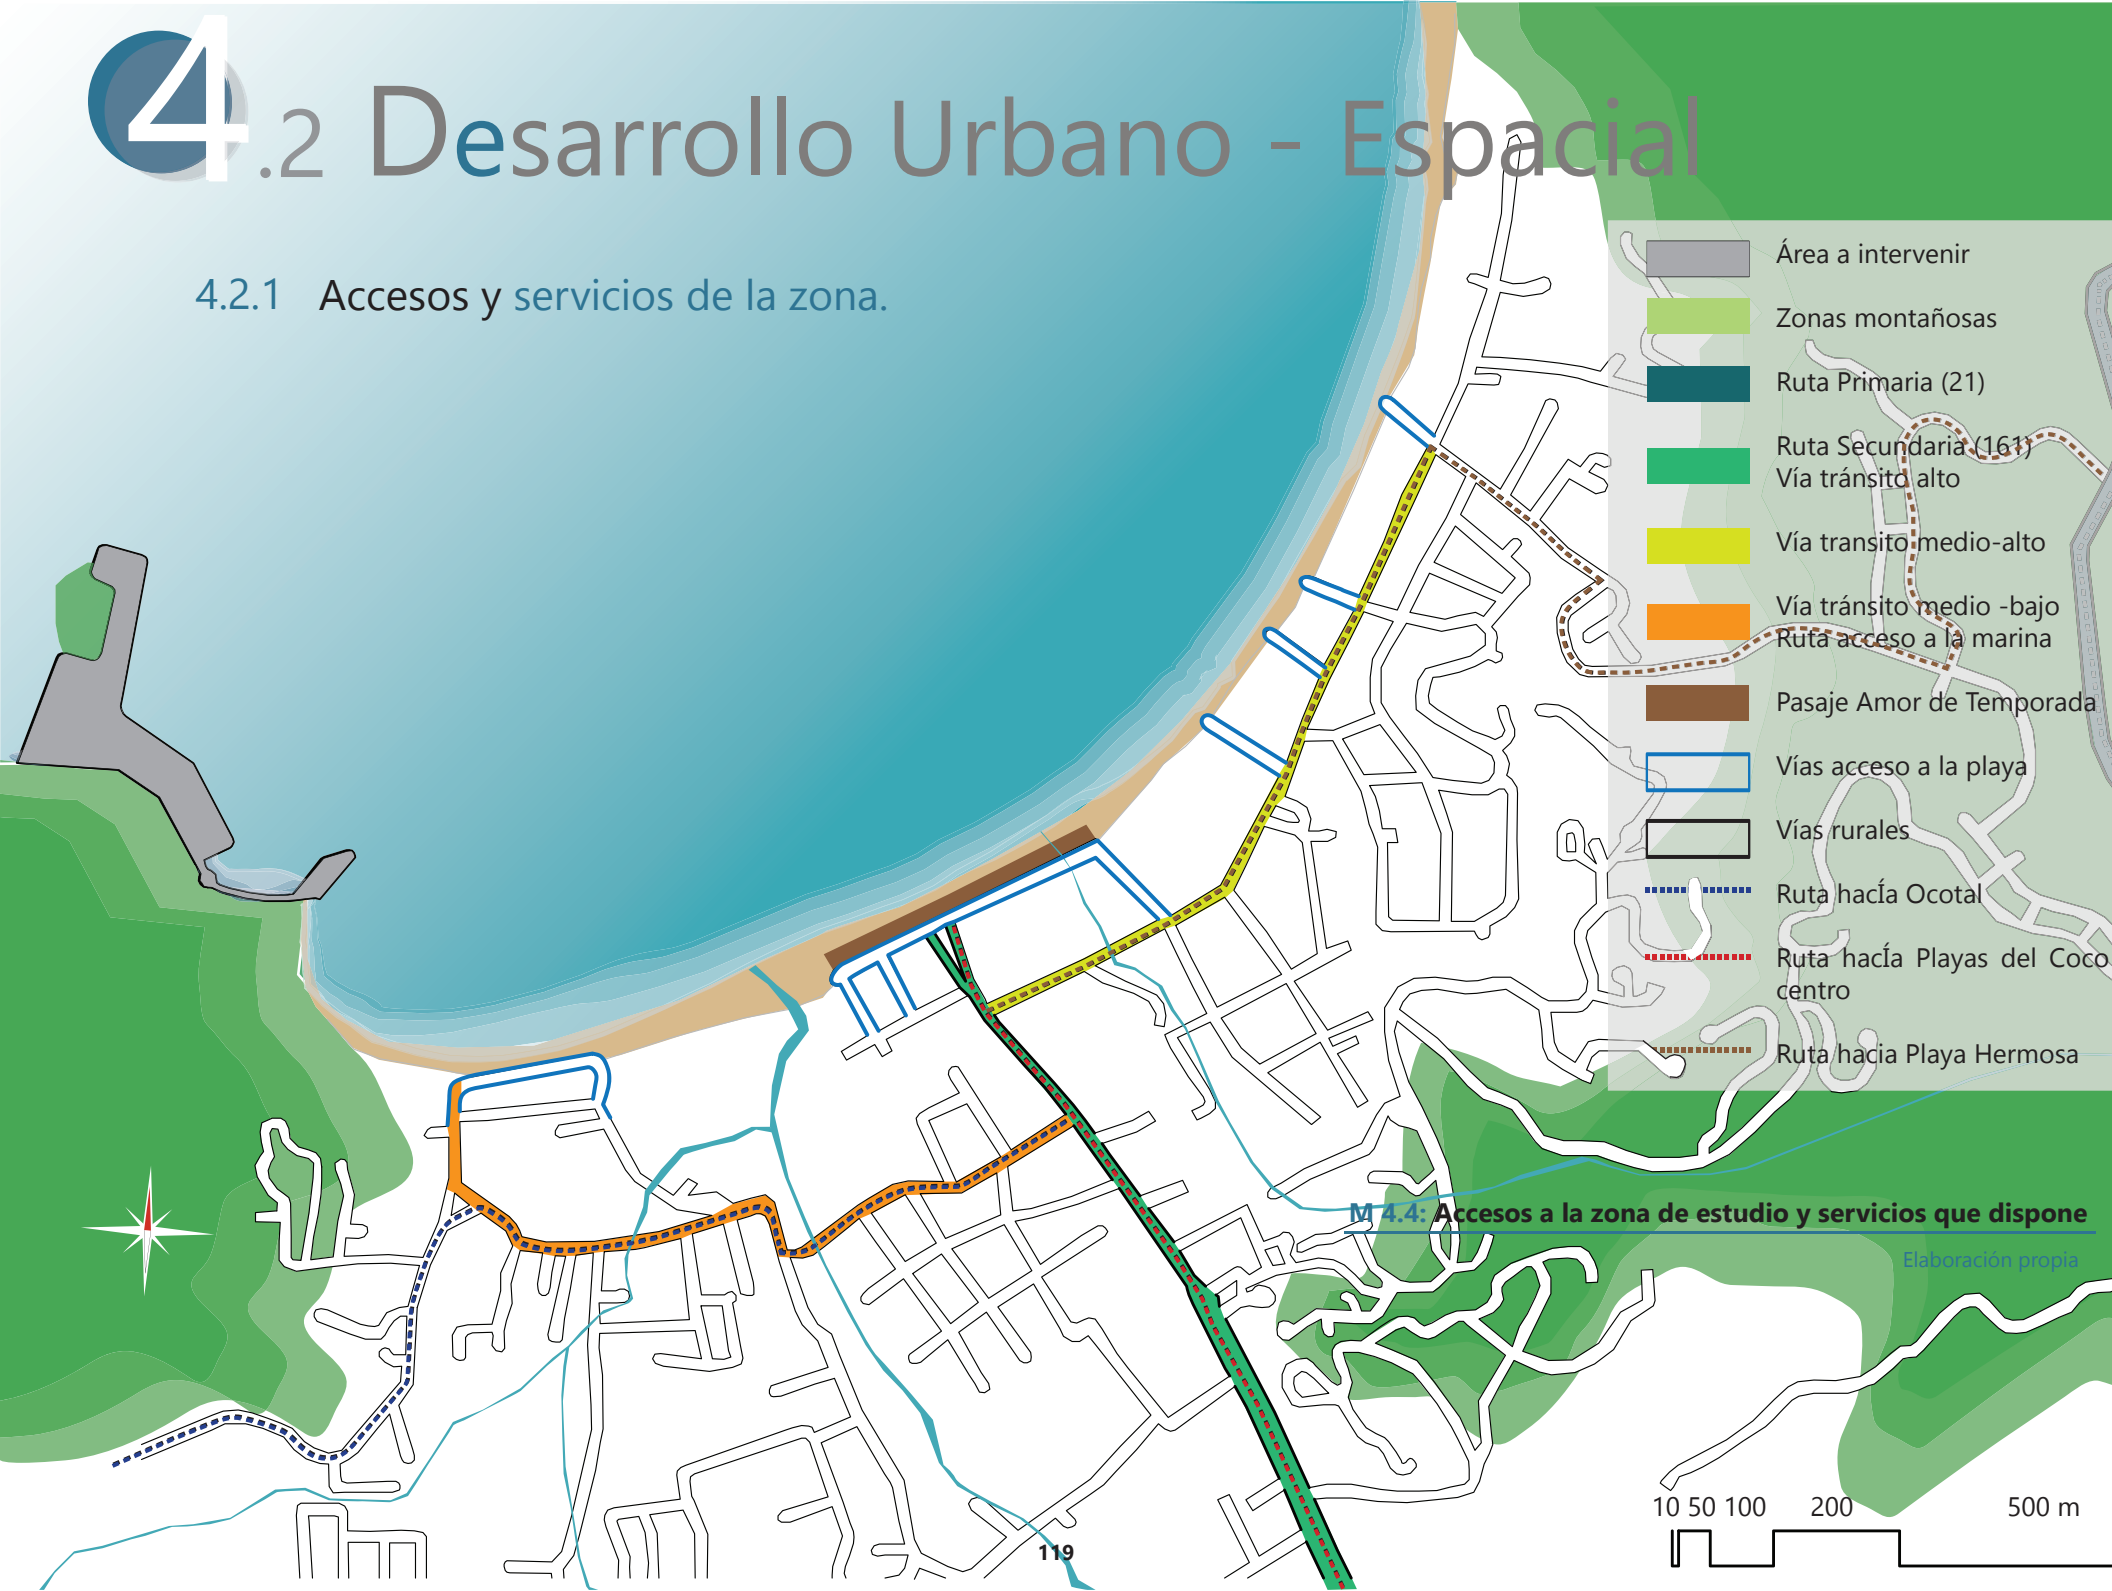 4.2 Desarrollo Urbano - Espacial
4.2.1 Accesos y servicios de la zona.
Área a intervenir
Zonas montañosas
Ruta Primaria (21)
Ruta Secundaria (161)
Vía tránsito alto
Vía transito medio-alto
Vía tránsito medio -bajo
Ruta acceso a la marina
Pasaje Amor de Temporada
Vías acceso a la playa
Vías rurales
Ruta hacÍa Ocotal
Ruta hacÍa Playas del Coco
centro
Ruta hacia Playa Hermosa
M 4.4: Accesos a la zona de estudio y servicios que dispone
Elaboración propia
10 50 100 200 500 m
119